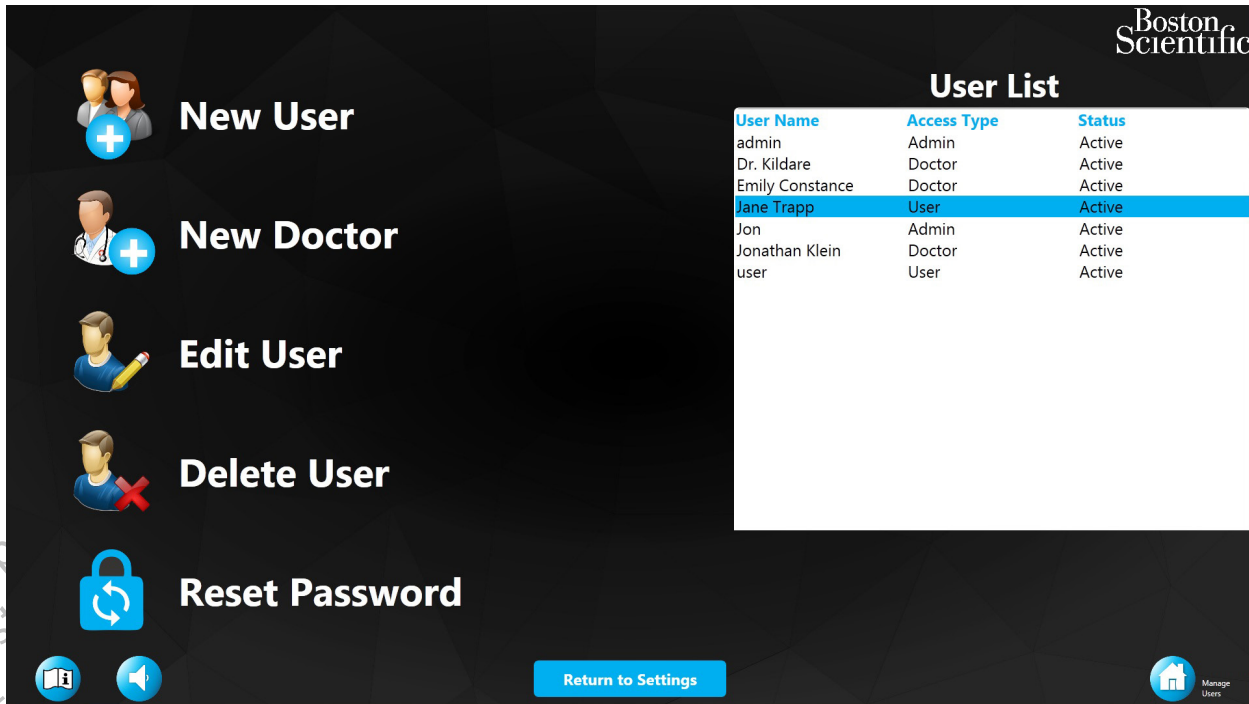 Boston
Scientific
New User
New Doctor
Edit User
Delete User
Reset Password
User List
User Name Access Type Status
admin Admin Active
Dr. Kildare Doctor Active
Emily Constance Doctor Active
Jane Trapp User Active
Jon Admin Active
Jonathan Klein Doctor Active
user User Active
i
Return to Settings
Manage
Users